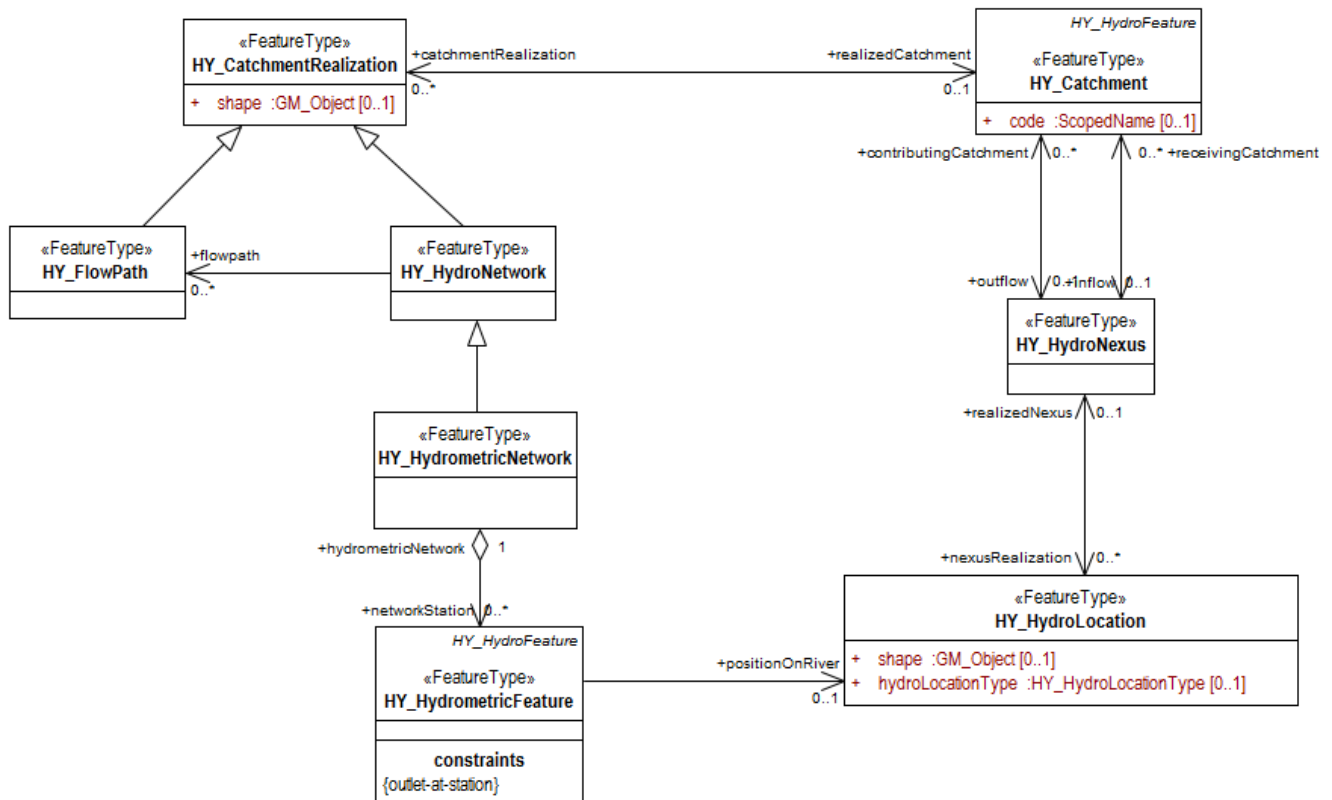 «FeatureType»
HY_CatchmentRealization
+ shape :GM_Object [0..1]
+catchmentRealization
0..*
+realizedCatchment
0..1
HY_HydroFeature
«FeatureType»
HY_Catchment
+ code :ScopedName [0..1]
+contributingCatchment
0..*
0..*
+receivingCatchment
«FeatureType»
HY_FlowPath
+flowpath
0..*
«FeatureType»
HY_HydroNetwork
+outflow
0..1
+inflow
0..1
«FeatureType»
HY_HydroNexus
+realizedNexus
0..1
«FeatureType»
HY_HydrometricNetwork
+hydrometricNetwork
1
+networkStation
0..*
+nexusRealization
0..*
HY_HydroFeature
«FeatureType»
HY_HydrometricFeature
constraints
{outlet-at-station}
+positionOnRiver
0..1
«FeatureType»
HY_HydroLocation
+ shape :GM_Object [0..1]
+ hydroLocationType :HY_HydroLocationType [0..1]